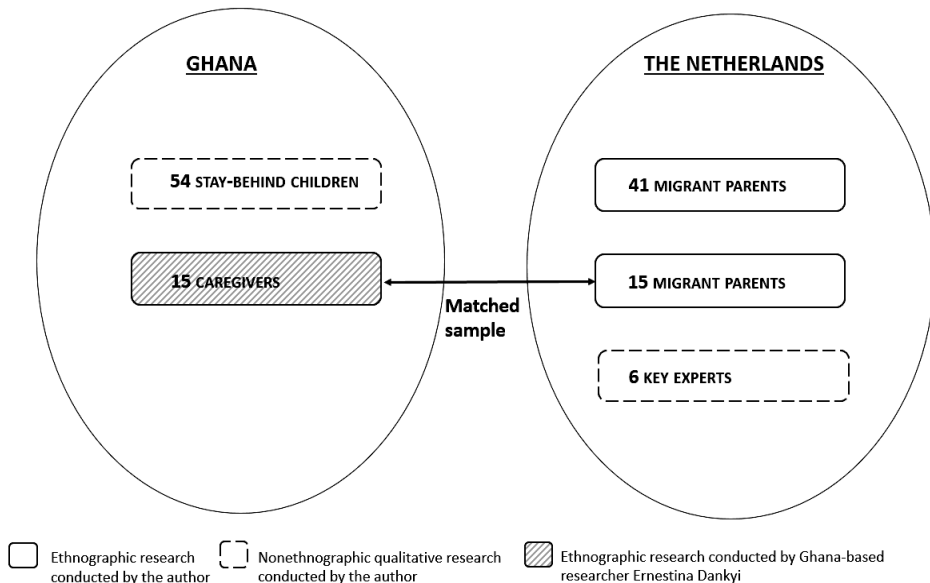 GHANA
54 STAY-BEHIND CHILDREN
15 CAREGIVERS
Matched
sample
THE NETHERLANDS
41 MIGRANT PARENTS
15 MIGRANT PARENTS
6 KEY EXPERTS
Ethnographic research
conducted by the author
Nonethnographic qualitative research
conducted by the author
Ethnographic research conducted by Ghana-based
researcher Ernestina Dankyi